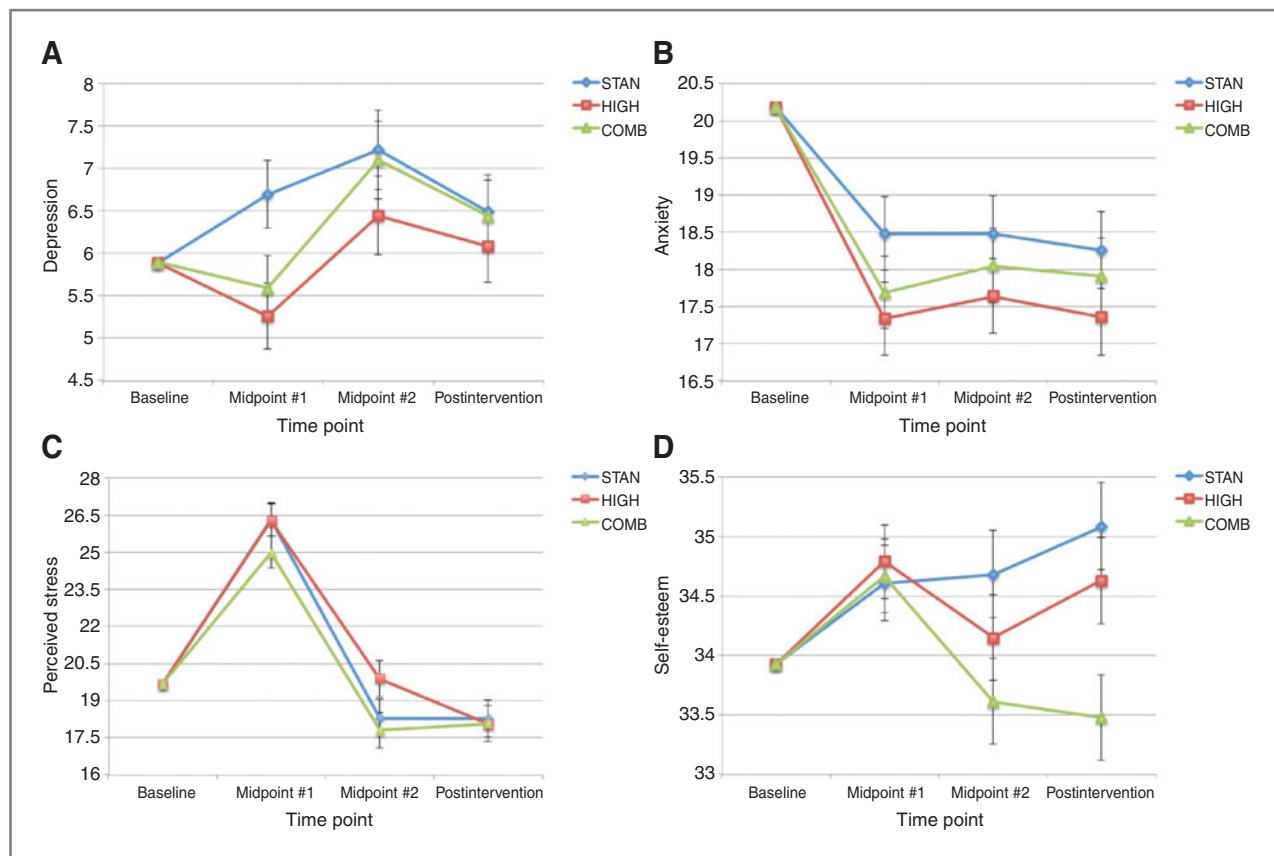 A
8
7.5
7
6.5
6
5.5
5
4.5
Depression
Baseline Midpoint #1 Midpoint #2 Postintervention
Time point
STAN
HIGH
COMB
B
20.5
20
19.5
19
18.5
18
17.5
17
16.5
Anxiety
Baseline Midpoint #1 Midpoint #2 Postintervention
Time point
STAN
HIGH
COMB
C
28
26.5
25
23.5
22
20.5
19
17.5
16
Perceived stress
Baseline Midpoint #1 Midpoint #2 Postintervention
Time point
STAN
HIGH
COMB
D
35.5
35
34.5
34
33.5
33
Self-esteem
Baseline Midpoint #1 Midpoint #2 Postintervention
Time point
STAN
HIGH
COMB